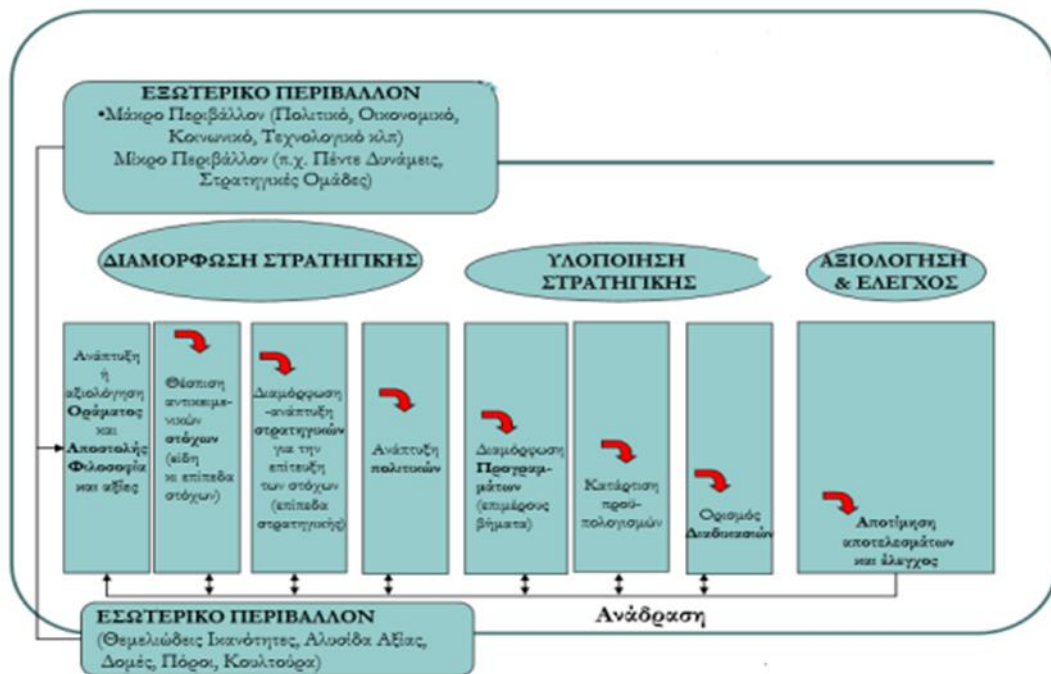 ΕΞΩΤΕΡΙΚΟ ΠΕΡΙΒΑΛΛΟΝ
•Μάκρο Περιβάλλον (Πολιτικό, Οικονομικό,
Κοινωνικό, Τεχνολογικό κλπ)
Μίκρο Περιβάλλον (π.χ. Πέντε Δυνάμεις,
Στρατηγικές Ομάδες)
ΔΙΑΜΟΡΦΩΣΗ ΣΤΡΑΤΗΓΙΚΗΣ
ΥΛΟΠΟΙΗΣΗ
ΣΤΡΑΤΗΓΙΚΗΣ
ΑΞΙΟΛΟΓΗΣΗ
& ΕΛΕΓΧΟΣ
Ανάπτυξη
ή
αξιολόγηση
Οράματος
και
Αποστολής
Φιλοσοφία
και αξίες
Θέσπιση
αντικειμε-
νικών
στόχων
(είδη
κι επίπεδα
στόχων)
Διαμόρφωση
-ανάπτυξη
στρατηγικών
για την
επίτευξη
των στόχων
(επίπεδα
στρατηγικής)
Ανάπτυξη
πολιτικών
Διαμόρφωση
Προγραμ-
μάτων
(επιμέρους
βήματα)
Κατάρτιση
προϋ-
πολογισμών
Ορισμός
Διαδικασιών
Αποτίμηση
αποτελεσμάτων
και έλεγχος
Ανάδραση
ΕΣΩΤΕΡΙΚΟ ΠΕΡΙΒΑΛΛΟΝ
(Θεμελιώδεις Ικανότητες, Αλυσίδα Αξίας,
Δομές, Πόροι, Κουλτούρα)